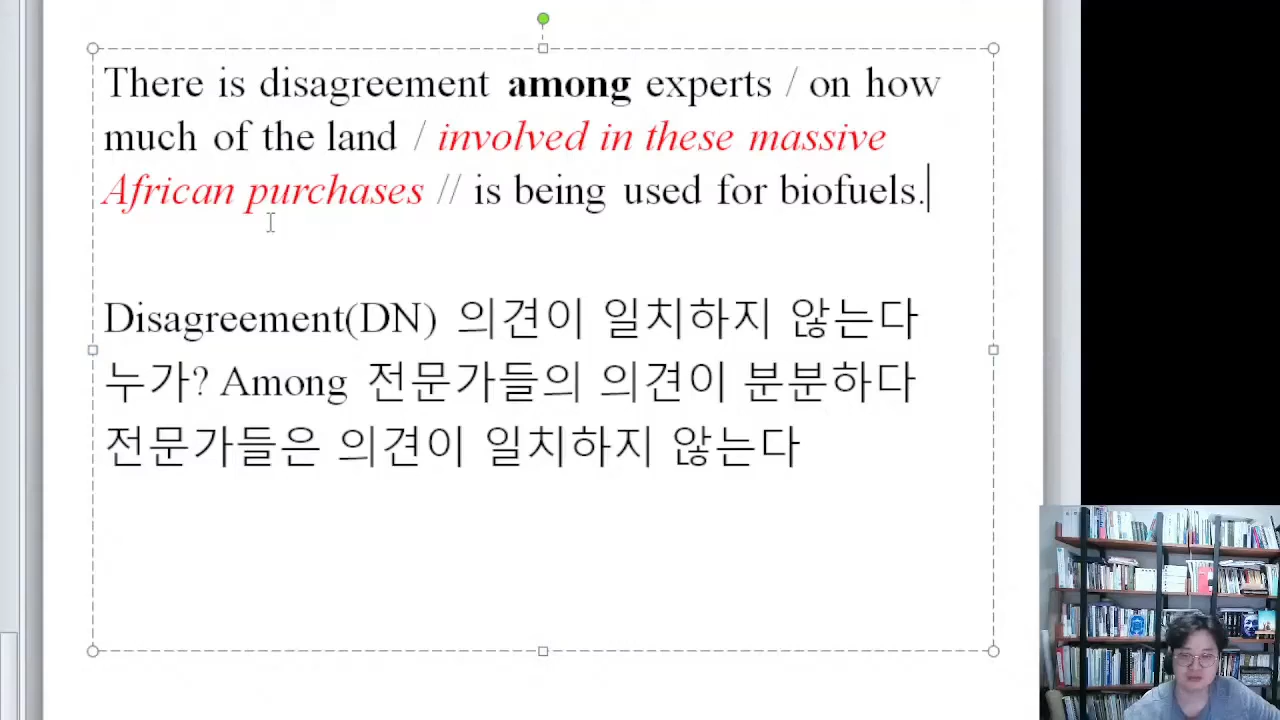 There is disagreement among experts / on how
much of the land / involved in these massive
African purchases // is being used for biofuels.
Disagreement(DN) 의견이 일치하지 않는다
누가? Among 전문가들의 의견이 분분하다
전문가들은 의견이 일치하지 않는다